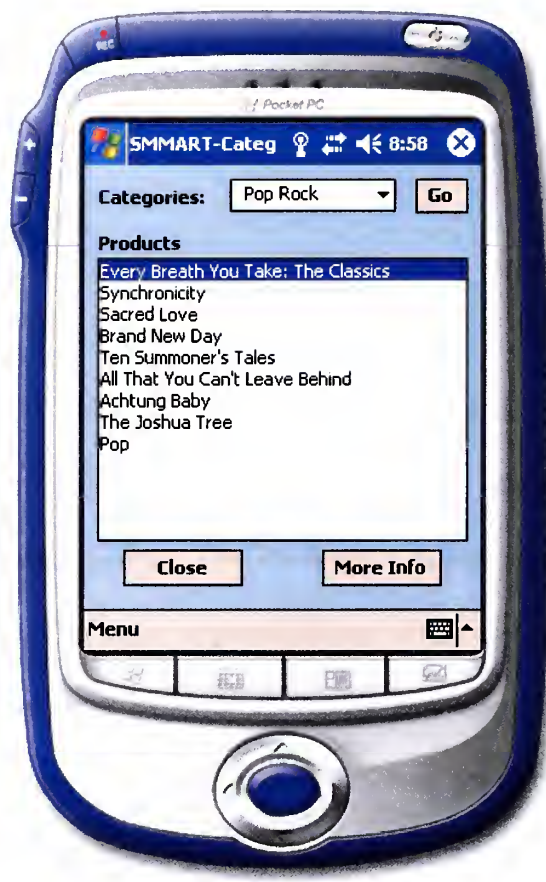 REC
Pocket PC
SMMART-Categ 8:58
Categories: Pop Rock Go
Products
Every Breath You Take: The Classics
Synchronicity
Sacred Love
Brand New Day
Ten Summoner's Tales
All That You Can't Leave Behind
Achtung Baby
The Joshua Tree
Pop
Close More Info
Menu